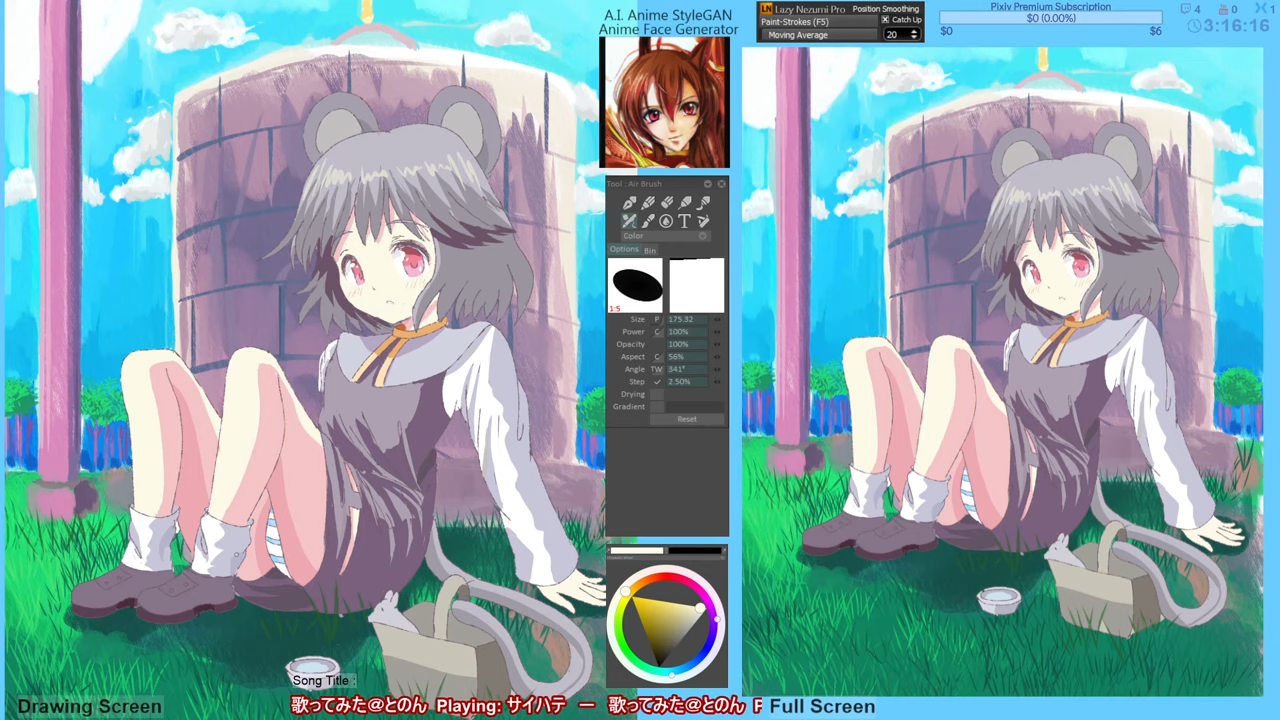 A.I. Anime StyleGAN
Anime Face Generator
LN Lazy Nezumi Pro
Position Smoothing
Paint-Strokes (F5)
Catch Up
Moving Average
20
Pixiv Premium Subscription
$0 (0.00%)
$0
$6
4
0
1
3:16:16
Tool : Air Brush
Color
Options
Bin
1:5
Size P 175.32
Power C 100%
Opacity 100%
Aspect C 56%
Angle TW 341°
Step 2.50%
Drying
Gradient
Reset
Song Title :
Drawing Screen
歌ってみた＠とのん Playing: サイハテ ー 歌ってみた＠とのん P
Full Screen